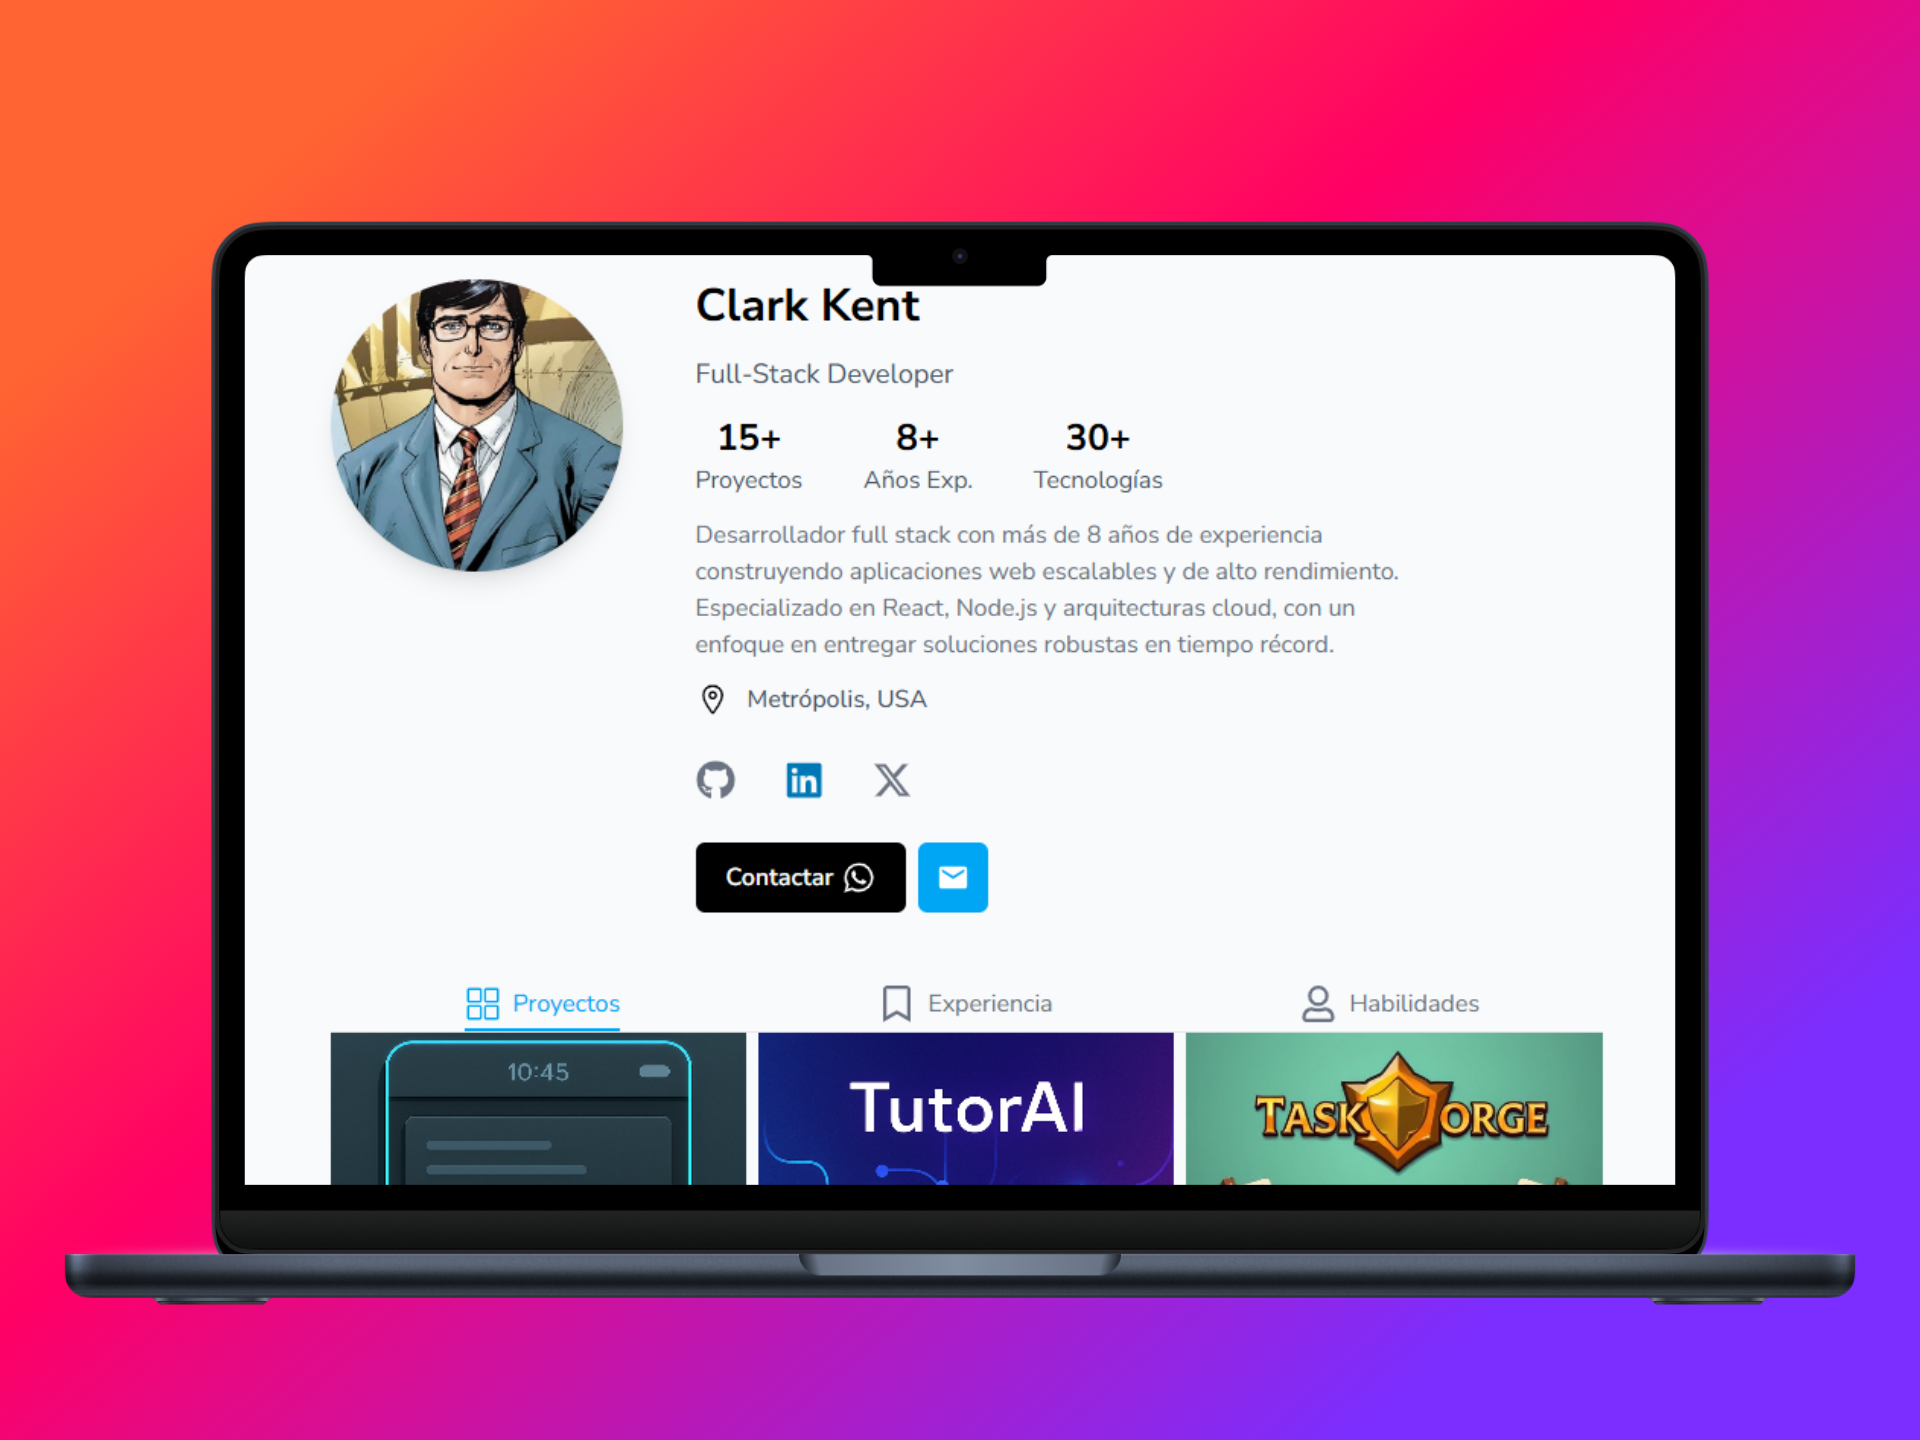 Clark Kent
Full-Stack Developer
15+ 8+ 30+
Proyectos Años Exp. Tecnologías
Desarrollador full stack con más de 8 años de experiencia
construyendo aplicaciones web escalables y de alto rendimiento.
Especializado en React, Node.js y arquitecturas cloud, con un
enfoque en entregar soluciones robustas en tiempo récord.
Metrópolis, USA
in X
Contactar
Proyectos Experiencia Habilidades
10:45
TutorAI
TASK ORGE